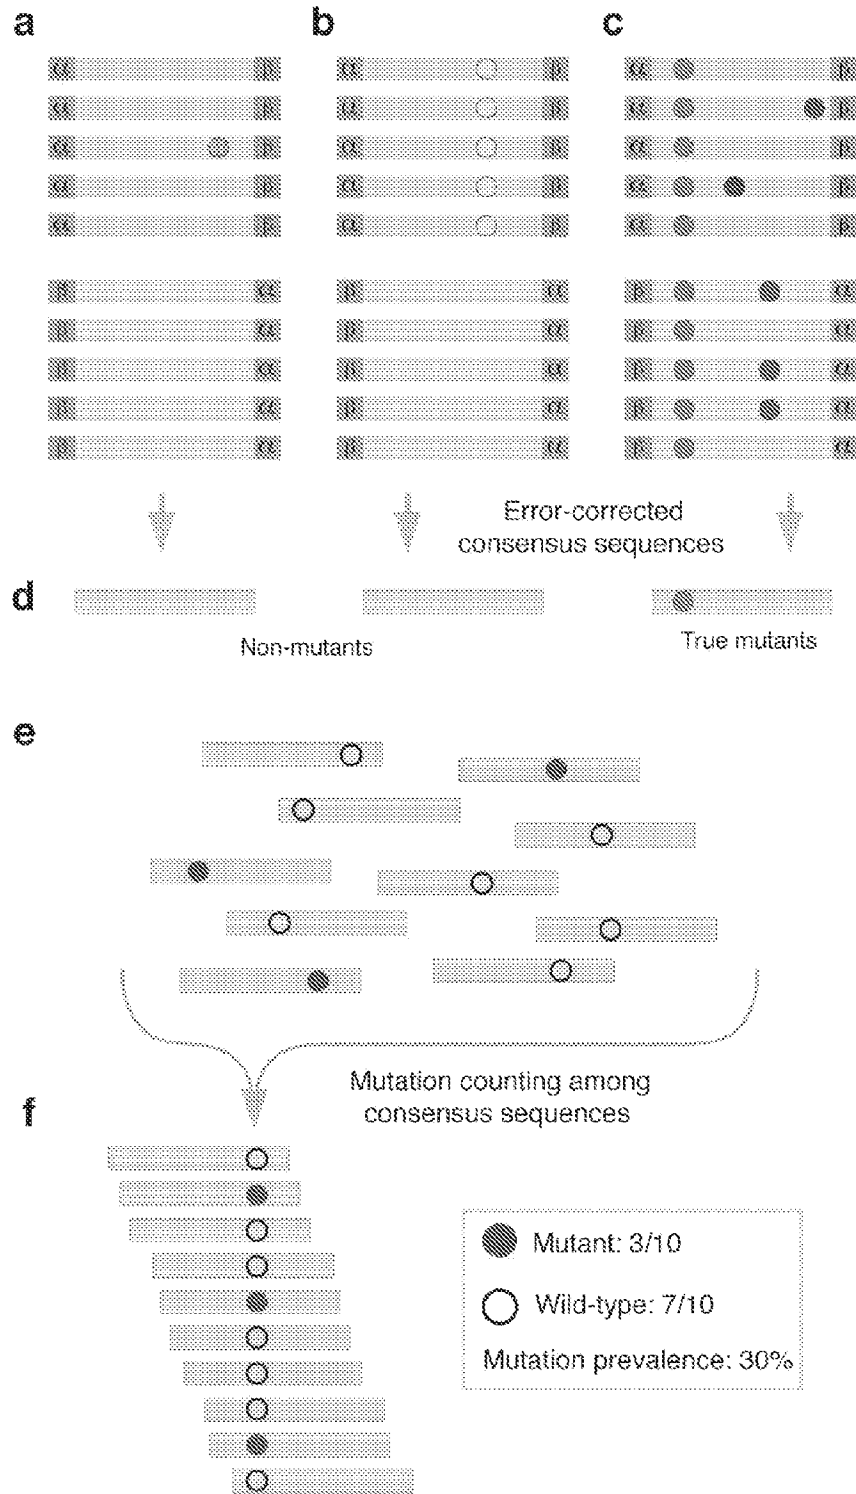 a b c
α β α β α β
α β α β α β
α β α β α β
α β α β α β
α β α β α β
β α β α β α
β α β α β α
β α β α β α
β α β α β α
β α β α β α
Error-corrected
consensus sequences
d
Non-mutants
True mutants
e
Mutation counting among
consensus sequences
f
Mutant: 3/10
Wild-type: 7/10
Mutation prevalence: 30%